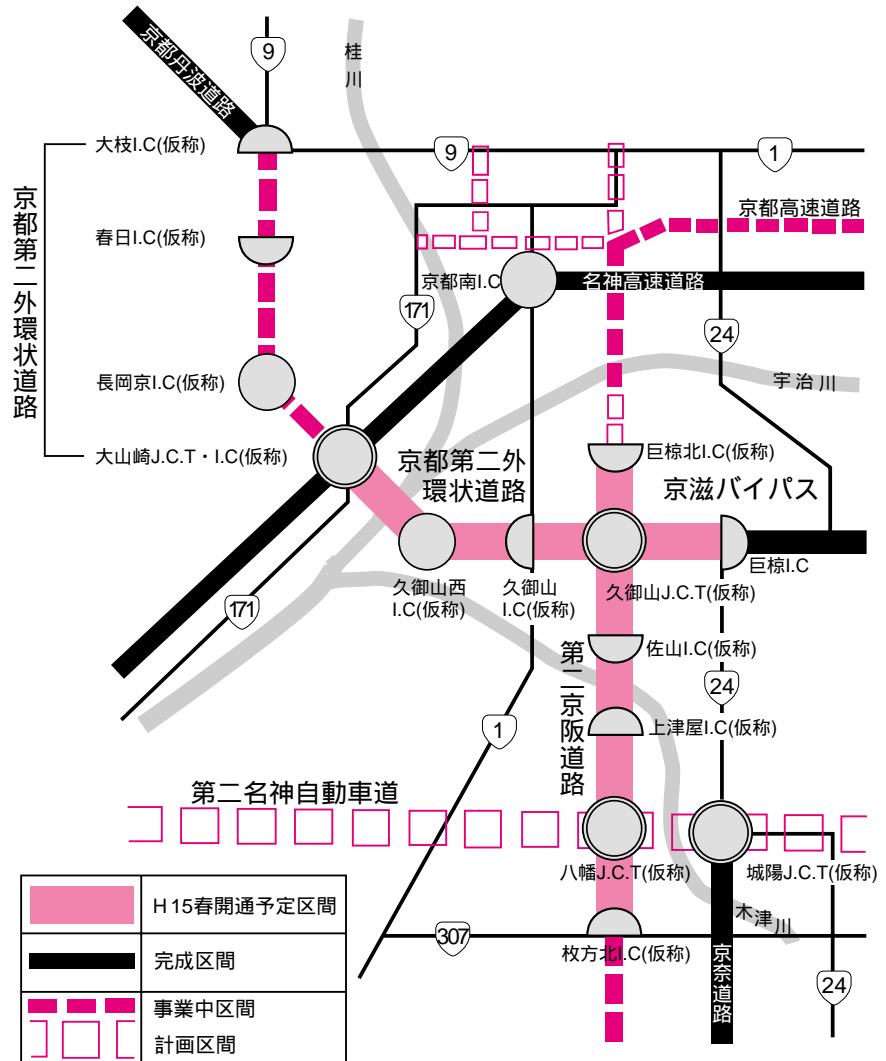 京都丹波道路
9
桂川
大枝I.C(仮称)
9
1
京都第二外環状道路
春日I.C(仮称)
京都高速道路
京都南I.C
名神高速道路
171
24
長岡京I.C(仮称)
宇治川
大山崎J.C.T・I.C(仮称)
京都第二外
環状道路
巨椋北I.C(仮称)
京滋バイパス
久御山西
I.C(仮称)
久御山
I.C(仮称)
久御山J.C.T(仮称)
巨椋I.C
171
佐山I.C(仮称)
第二京阪道路
24
1
上津屋I.C(仮称)
第二名神自動車道
八幡J.C.T(仮称)
城陽J.C.T(仮称)
木津川
307
枚方北I.C(仮称)
京奈道路
24
H15春開通予定区間
完成区間
事業中区間
計画区間